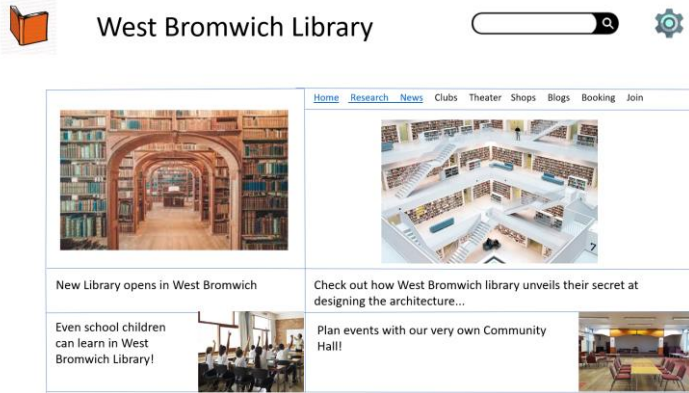 West Bromwich Library
Home Research News Clubs Theater Shops Blogs Booking Join
New Library opens in West Bromwich
Check out how West Bromwich library unveils their secret at
designing the architecture...
Even school children
can learn in West
Bromwich Library!
Plan events with our very own Community
Hall!